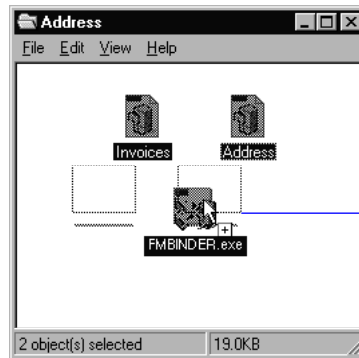 Address
File Edit View Help
Invoices Address
FMBINDER.exe
2 object(s) selected 19.0KB